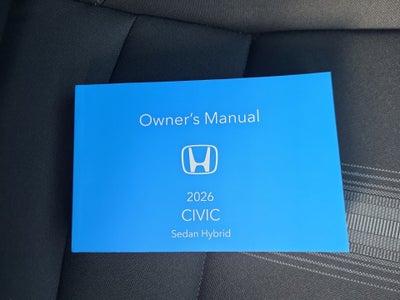 Owner's Manual
2026
CIVIC
Sedan Hybrid